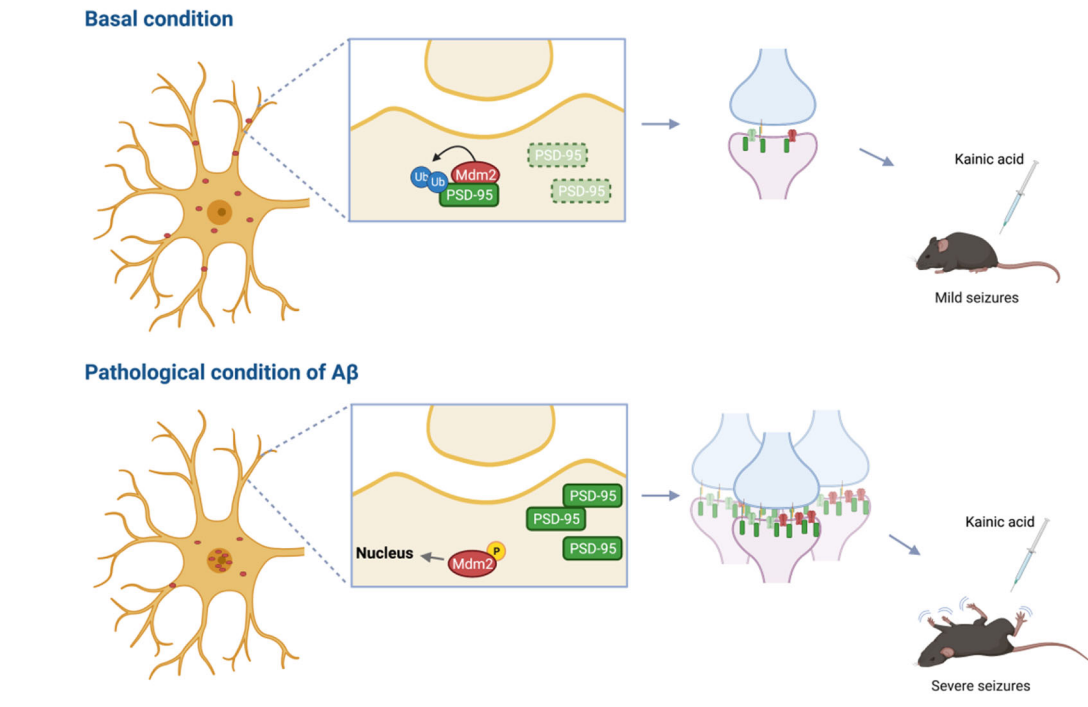 Basal condition
PSD-95
PSD-95
Ub
Ub
Mdm2
PSD-95
Kainic acid
Mild seizures
Pathological condition of Aβ
PSD-95
PSD-95
PSD-95
Nucleus
Mdm2
P
Kainic acid
Severe seizures